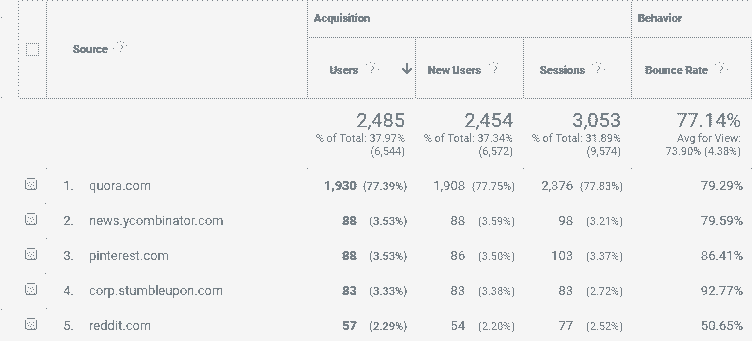 Acquisition Behavior
Source ? Users ? ↓ New Users ? Sessions ? Bounce Rate ?
2,485 2,454 3,053 77.14%
% of Total: 37.97% % of Total: 37.34% % of Total: 31.89% Avg for View:
(6,544) (6,572) (9,574) 73.90% (4.38%)
1. quora.com 1,930 (77.39%) 1,908 (77.75%) 2,376 (77.83%) 79.29%
2. news.ycombinator.com 88 (3.53%) 88 (3.59%) 98 (3.21%) 79.59%
3. pinterest.com 88 (3.53%) 86 (3.50%) 103 (3.37%) 86.41%
4. corp.stumbleupon.com 83 (3.33%) 83 (3.38%) 83 (2.72%) 92.77%
5. reddit.com 57 (2.29%) 54 (2.20%) 77 (2.52%) 50.65%